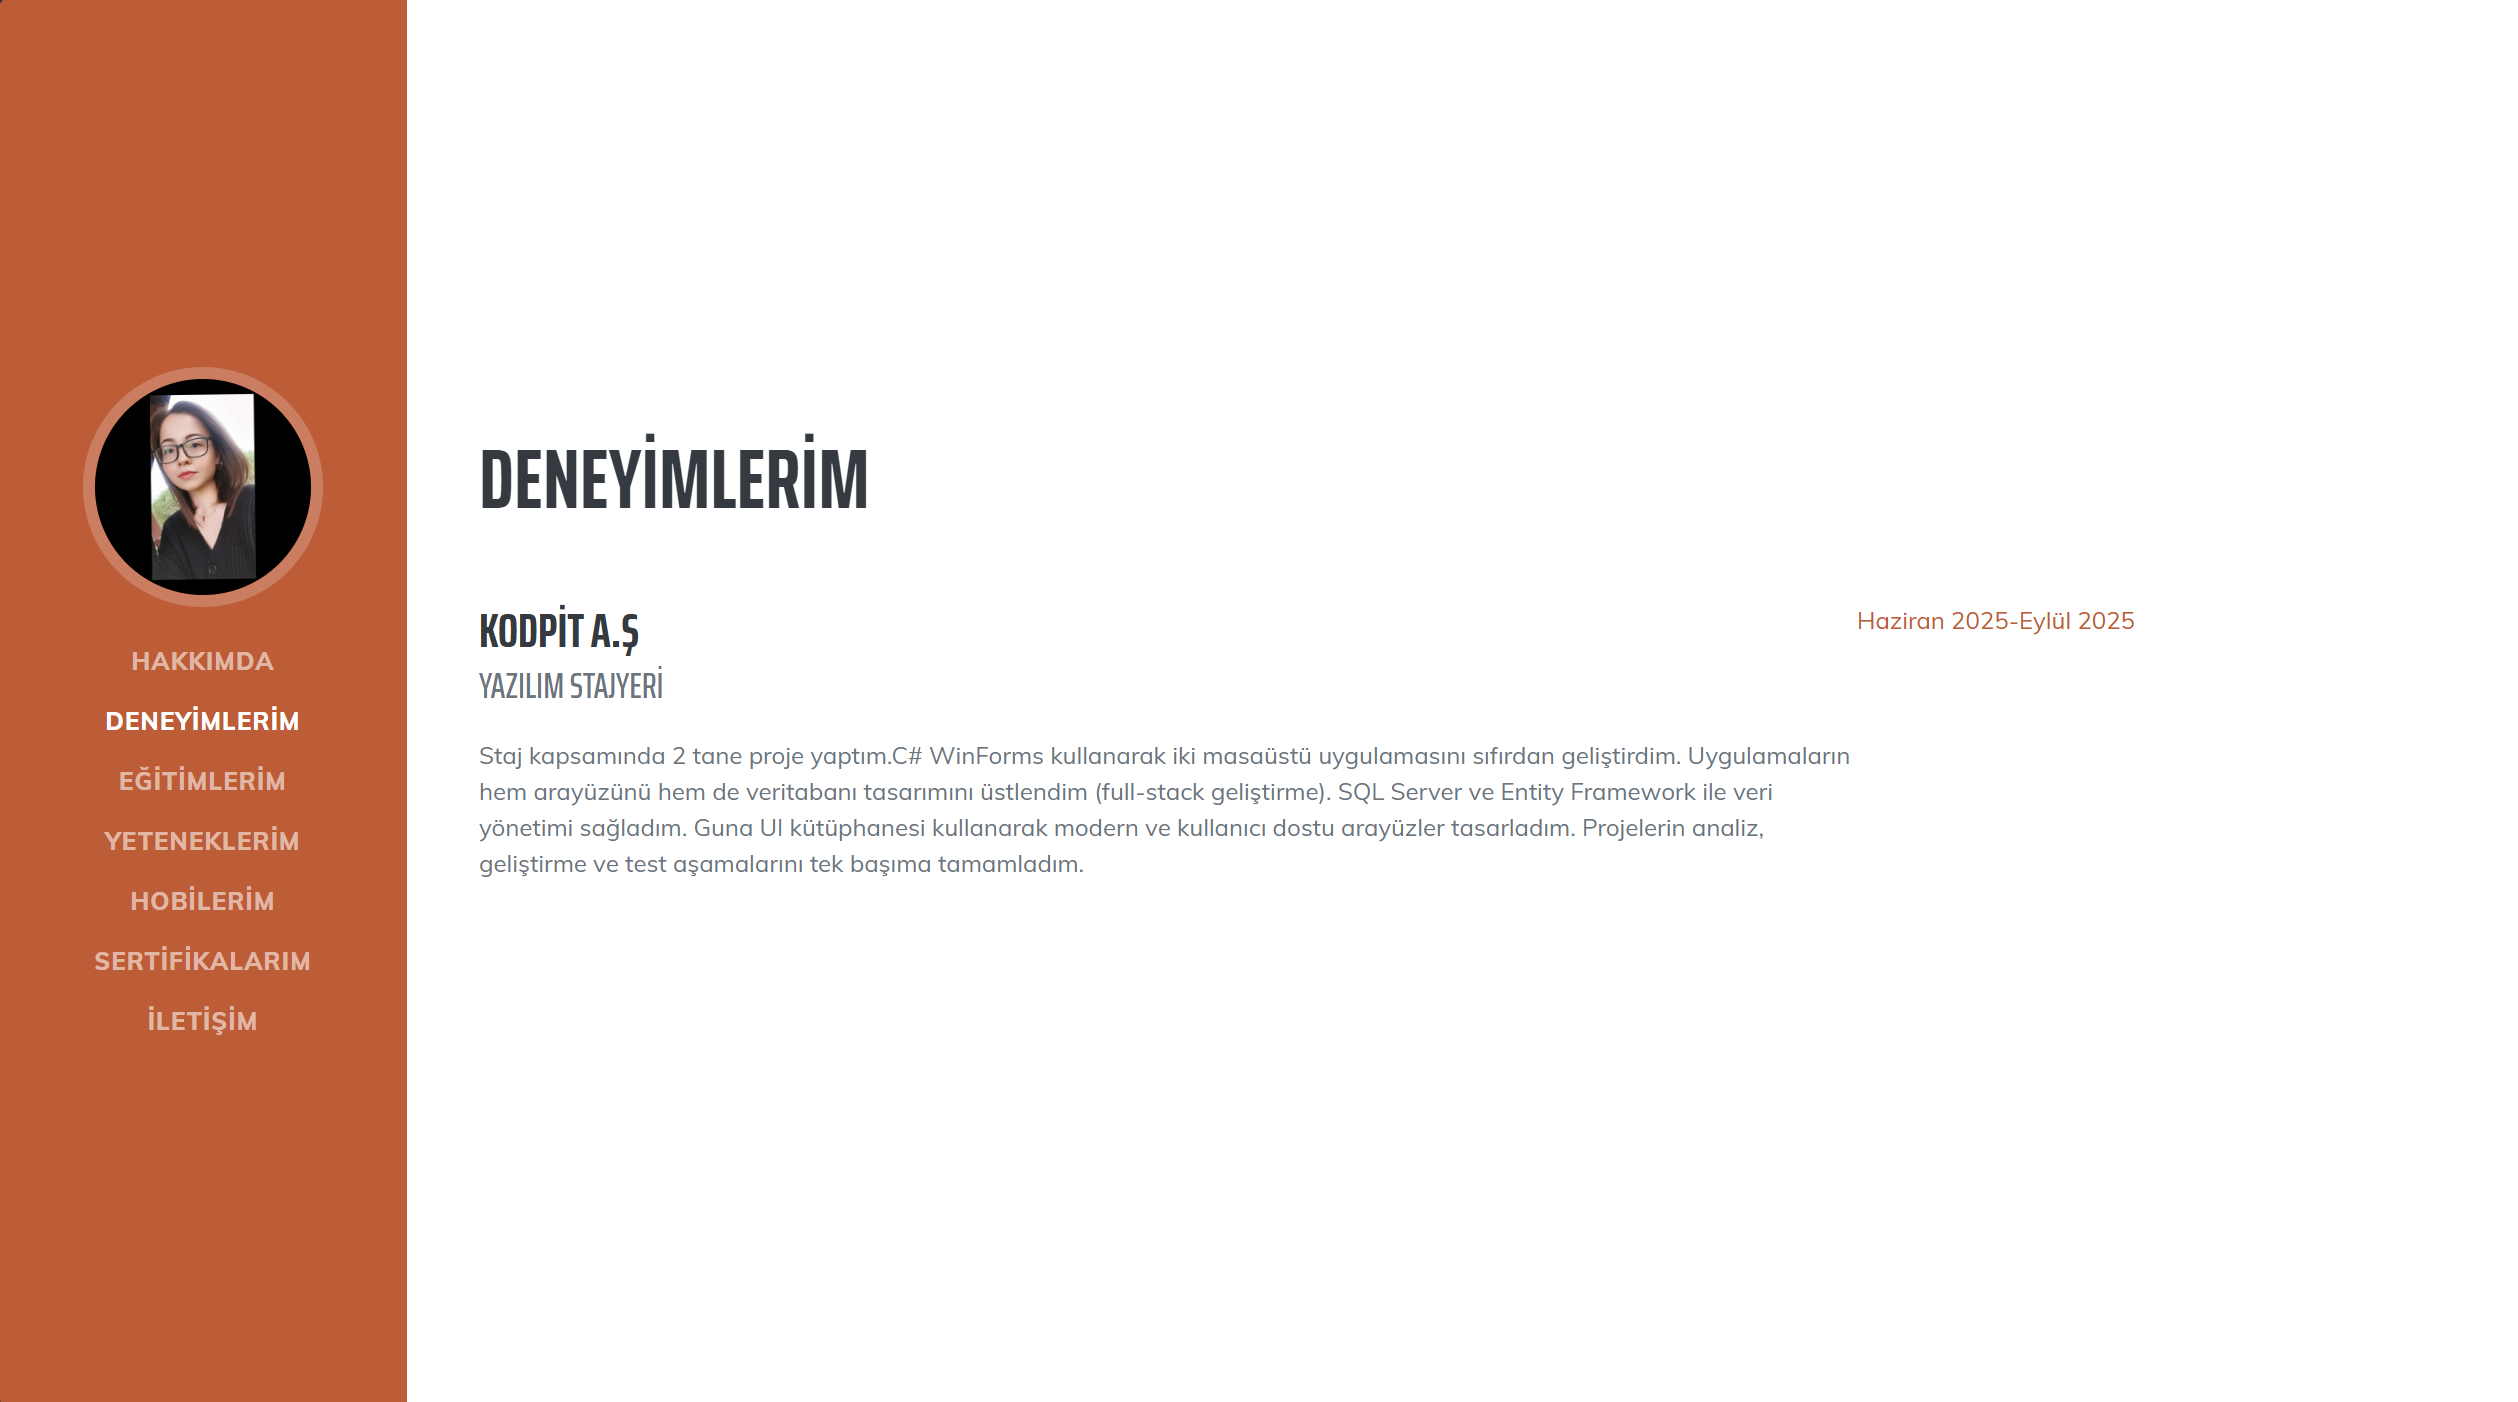 HAKKIMDA
DENEYİMLERİM
EĞİTİMLERİM
YETENEKLERİM
HOBİLERİM
SERTİFİKALARIM
İLETİŞİM
DENEYİMLERİM
KODPİT A.Ş
Haziran 2025-Eylül 2025
YAZILIM STAJYERİ
Staj kapsamında 2 tane proje yaptım.C# WinForms kullanarak iki masaüstü uygulamasını sıfırdan geliştirdim. Uygulamaların
hem arayüzünü hem de veritabanı tasarımını üstlendim (full-stack geliştirme). SQL Server ve Entity Framework ile veri
yönetimi sağladım. Guna UI kütüphanesi kullanarak modern ve kullanıcı dostu arayüzler tasarladım. Projelerin analiz,
geliştirme ve test aşamalarını tek başıma tamamladım.